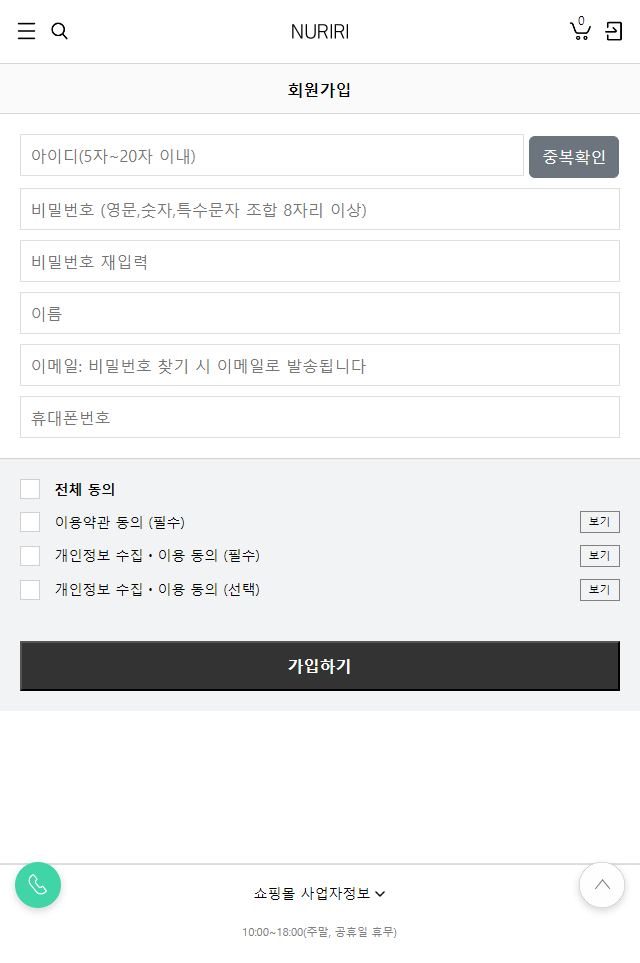 NURIRI
0
회원가입
아이디(5자~20자 이내)
중복확인
비밀번호 (영문,숫자,특수문자 조합 8자리 이상)
비밀번호 재입력
이름
이메일: 비밀번호 찾기 시 이메일로 발송됩니다
휴대폰번호
전체 동의
이용약관 동의 (필수)
보기
개인정보 수집・이용 동의 (필수)
보기
개인정보 수집・이용 동의 (선택)
보기
가입하기
쇼핑몰 사업자정보
10:00~18:00(주말, 공휴일 휴무)